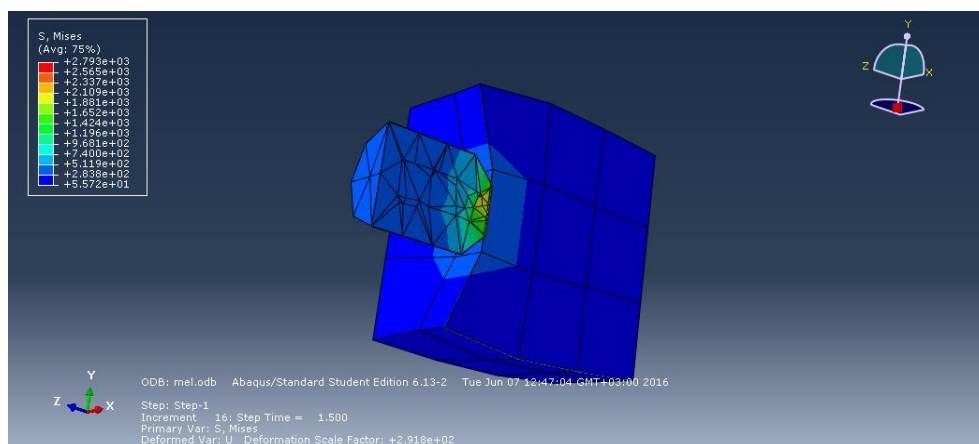 S, Mises
(Avg: 75%)
+2.793e+03
+2.565e+03
+2.337e+03
+2.109e+03
+1.881e+03
+1.652e+03
+1.424e+03
+1.196e+03
+9.681e+02
+7.400e+02
+5.119e+02
+2.838e+02
+5.572e+01
Y
Z
X
Y
Z
X
ODB: mel.odb Abaqus/Standard Student Edition 6.13-2 Tue Jun 07 12:47:04 GMT+03:00 2016
Step: Step-1
Increment 16: Step Time = 1.500
Primary Var: S, Mises
Deformed Var: U Deformation Scale Factor: +2.918e+02